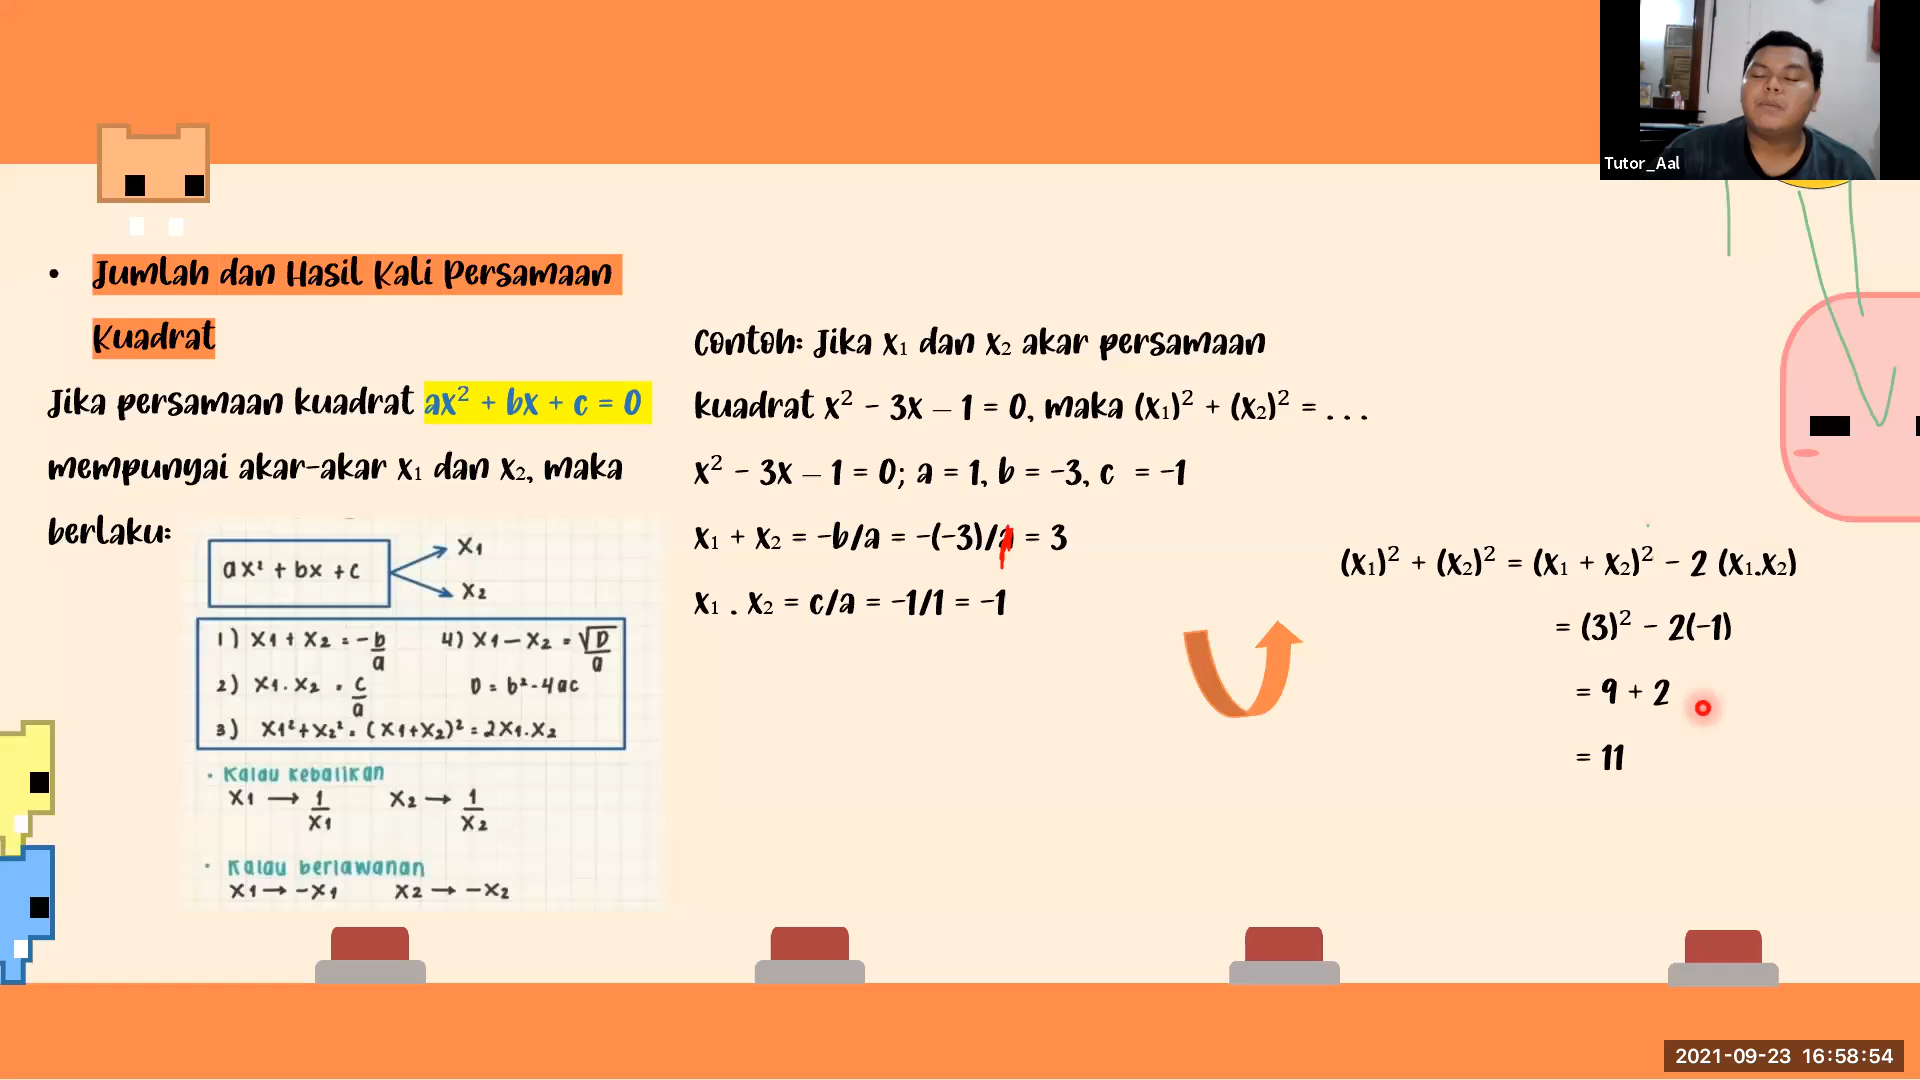 Tutor_Aal
• Jumlah dan Hasil Kali Persamaan
Kuadrat
Jika persamaan kuadrat ax² + bx + c = 0
mempunyai akar-akar x₁ dan x₂, maka
berlaku:
ax² + bx + c
x₁
x₂
1) x₁ + x₂ = -b/a
4) x₁ - x₂ = √D/a
2) x₁ . x₂ = c/a
D = b² - 4ac
3) x₁² + x₂² = (x₁ + x₂)² = 2x₁ . x₂
• Kalau kebalikan
x₁ → 1/x₁ x₂ → 1/x₂
• Kalau berlawanan
x₁ → -x₁ x₂ → -x₂
Contoh: Jika x₁ dan x₂ akar persamaan
kuadrat x² - 3x – 1 = 0, maka (x₁)² + (x₂)² = . . .
x² - 3x – 1 = 0; a = 1, b = -3, c = -1
x₁ + x₂ = -b/a = -(-3)/1 = 3
x₁ . x₂ = c/a = -1/1 = -1
(x₁)² + (x₂)² = (x₁ + x₂)² - 2 (x₁.x₂)
= (3)² - 2(-1)
= 9 + 2
= 11
2021-09-23 16:58:54